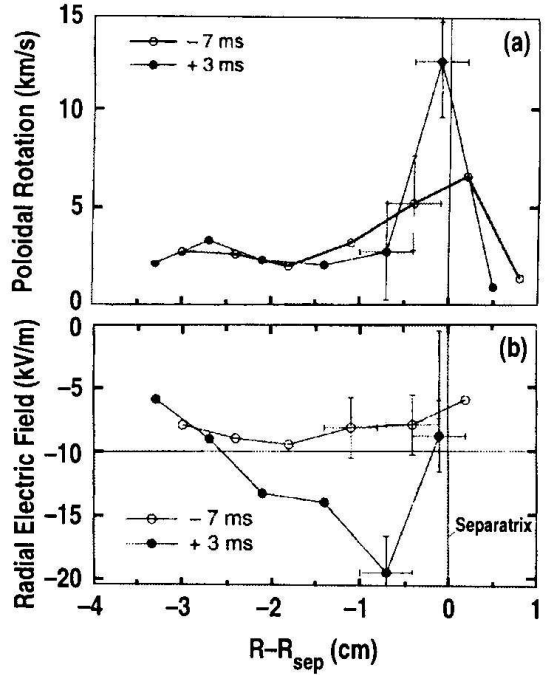 15
10
5
0
Poloidal Rotation (km/s)
− 7 ms
+ 3 ms
(a)
0
−5
−10
−15
−20
Radial Electric Field (kV/m)
(b)
− 7 ms
+ 3 ms
Separatrix
−4 −3 −2 −1 0 1
R−Rsep (cm)